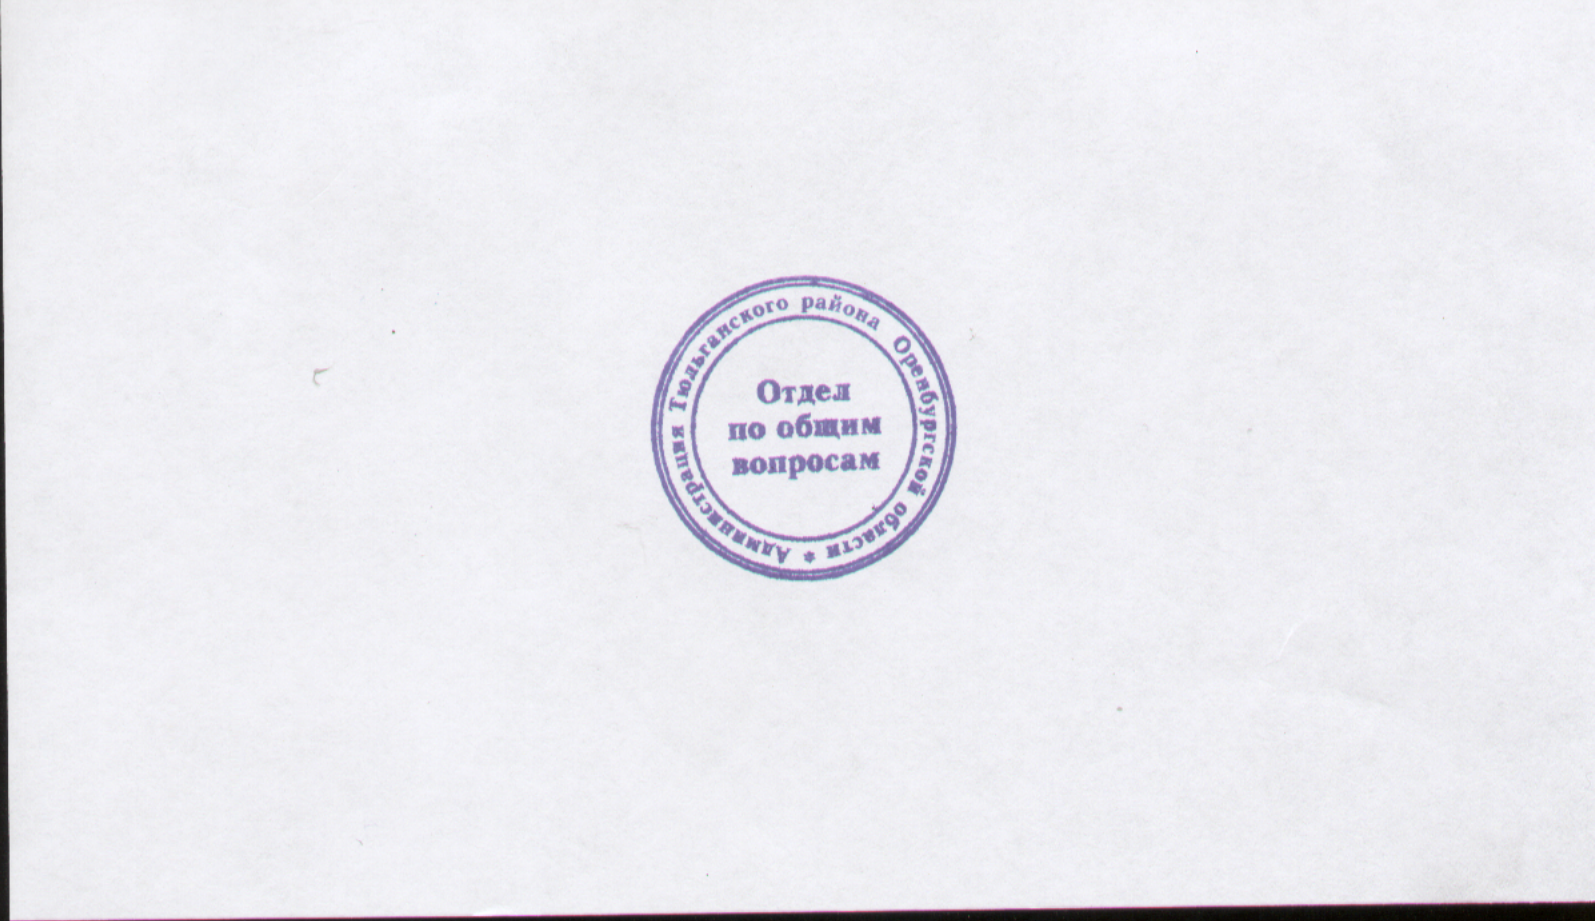 Администрация Тюльганского района Оренбургской области *
Отдел
по общим
вопросам